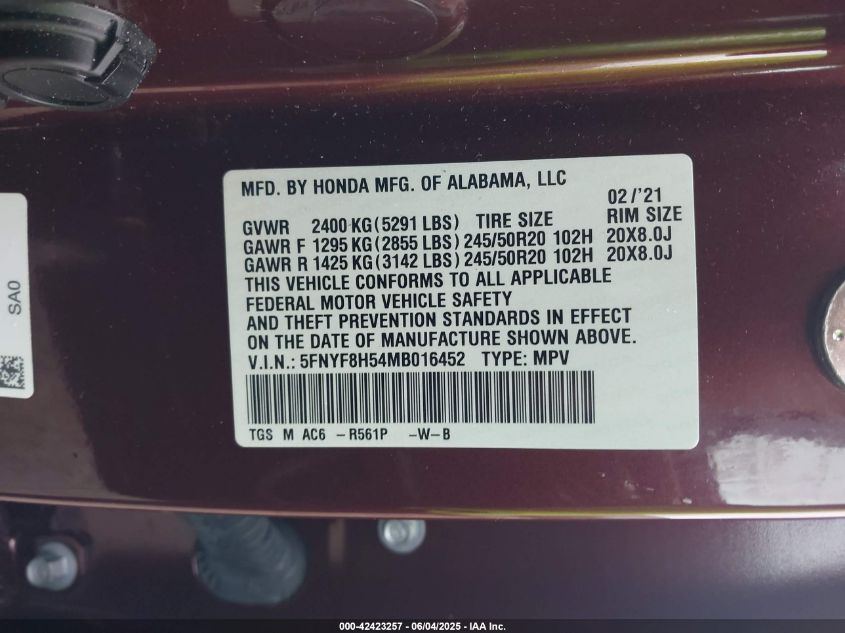 MFD. BY HONDA MFG. OF ALABAMA, LLC
02/'21
GVWR 2400 KG (5291 LBS) TIRE SIZE RIM SIZE
GAWR F 1295 KG (2855 LBS) 245/50R20 102H 20X8.0J
GAWR R 1425 KG (3142 LBS) 245/50R20 102H 20X8.0J
THIS VEHICLE CONFORMS TO ALL APPLICABLE
FEDERAL MOTOR VEHICLE SAFETY
AND THEFT PREVENTION STANDARDS IN EFFECT
ON THE DATE OF MANUFACTURE SHOWN ABOVE.
V.I.N.: 5FNYF8H54MB016452 TYPE: MPV
TGS M AC6 -R561P -W-B
SA0
000-42423257 - 06/04/2025 - IAA Inc.